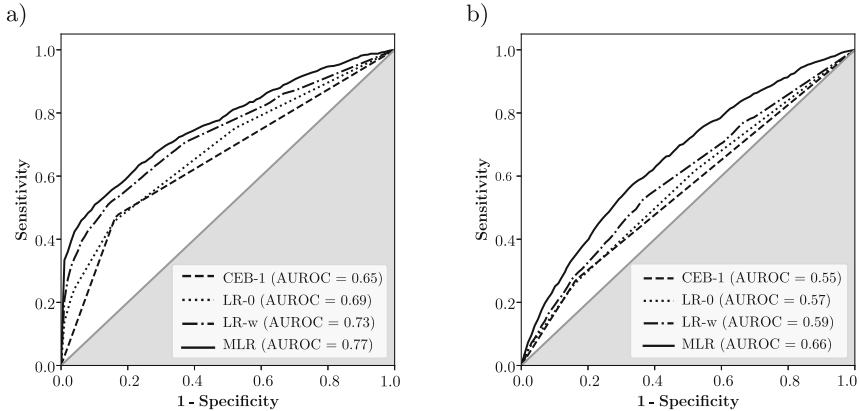 a)
1.0
0.8
0.6
0.4
0.2
0.0
Sensitivity
0.0 0.2 0.4 0.6 0.8 1.0
1 - Specificity
CEB-1 (AUROC = 0.65)
LR-0 (AUROC = 0.69)
LR-w (AUROC = 0.73)
MLR (AUROC = 0.77)
b)
1.0
0.8
0.6
0.4
0.2
0.0
Sensitivity
0.0 0.2 0.4 0.6 0.8 1.0
1 - Specificity
CEB-1 (AUROC = 0.55)
LR-0 (AUROC = 0.57)
LR-w (AUROC = 0.59)
MLR (AUROC = 0.66)